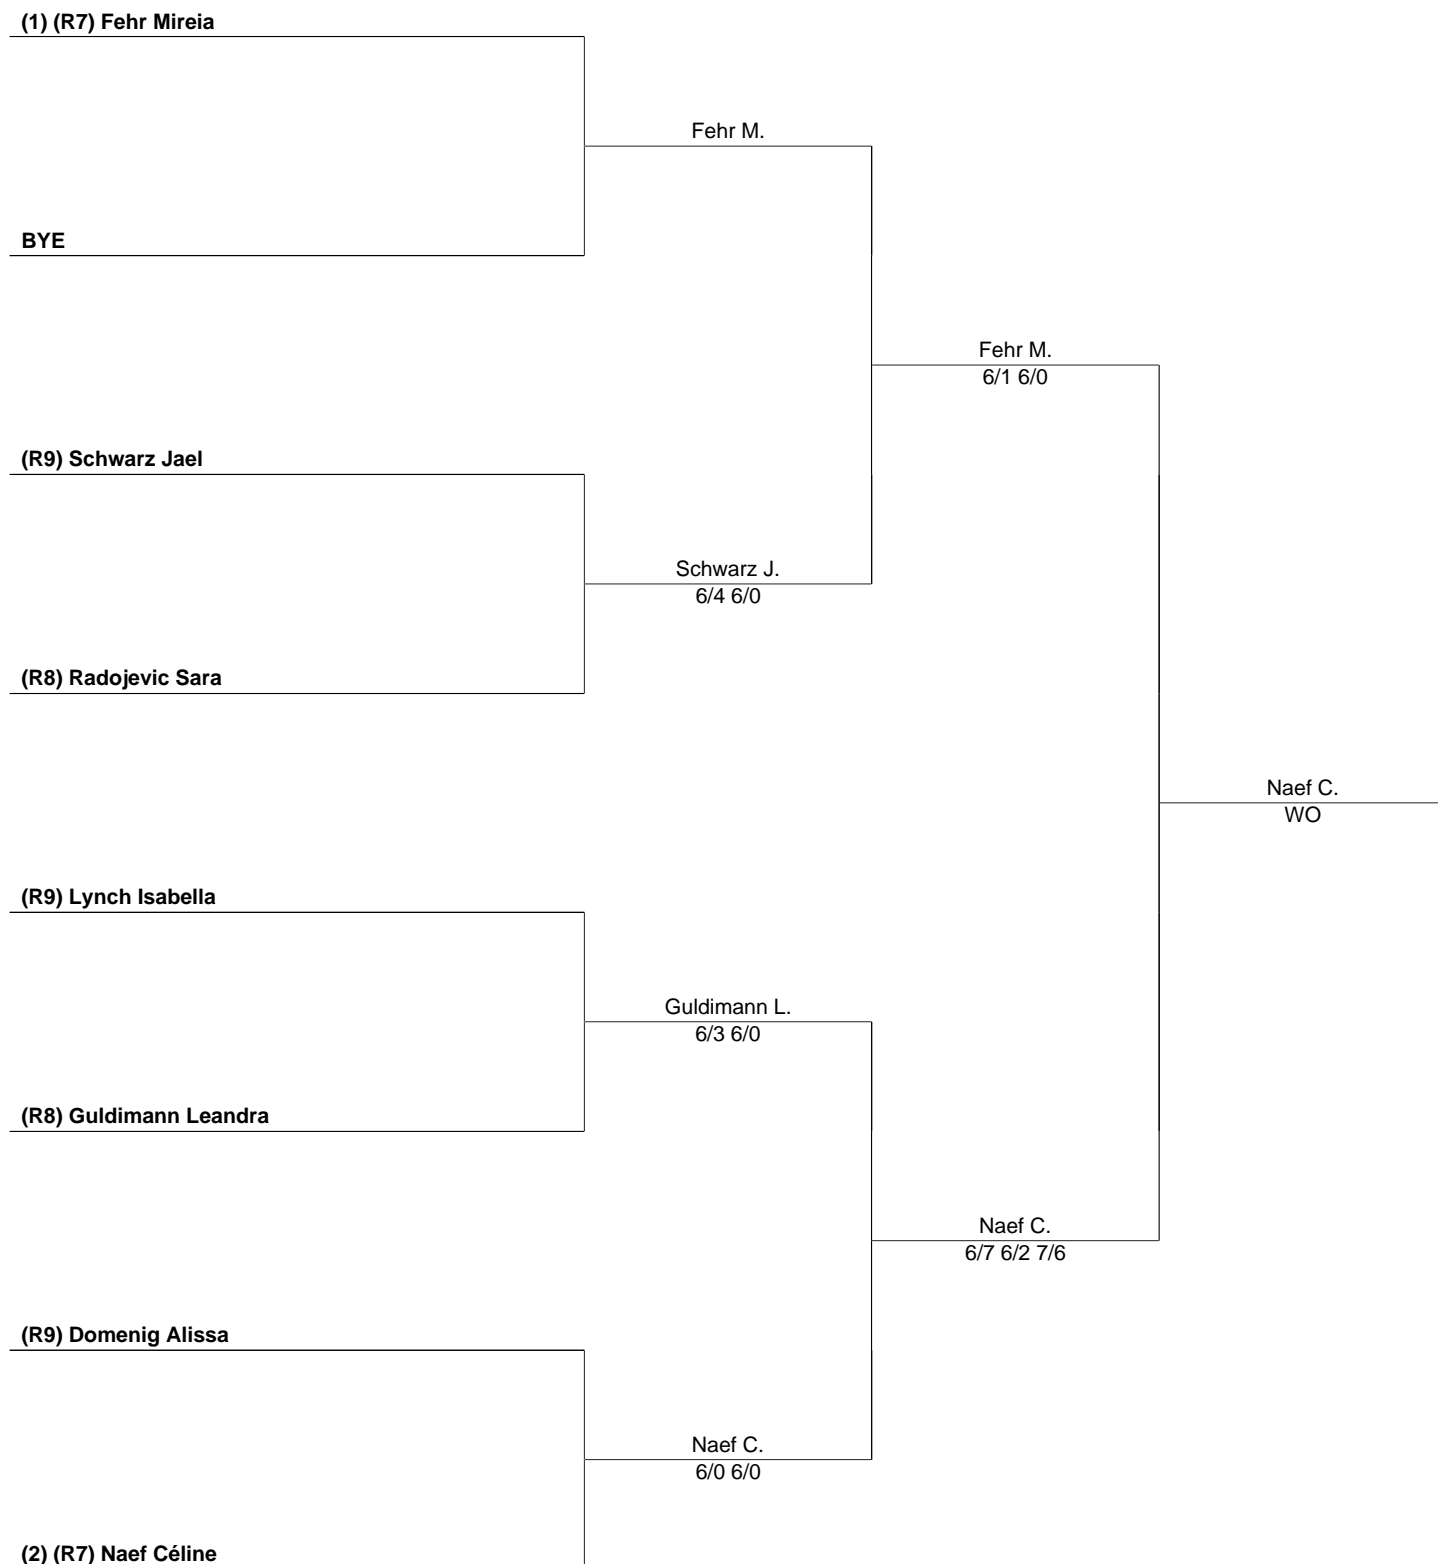 (1) (R7) Fehr Mireia
Fehr M.
BYE
Fehr M.
6/1 6/0
(R9) Schwarz Jael
Schwarz J.
6/4 6/0
(R8) Radojevic Sara
Naef C.
WO
(R9) Lynch Isabella
Guldimann L.
6/3 6/0
(R8) Guldimann Leandra
Naef C.
6/7 6/2 7/6
(R9) Domenig Alissa
Naef C.
6/0 6/0
(2) (R7) Naef Céline